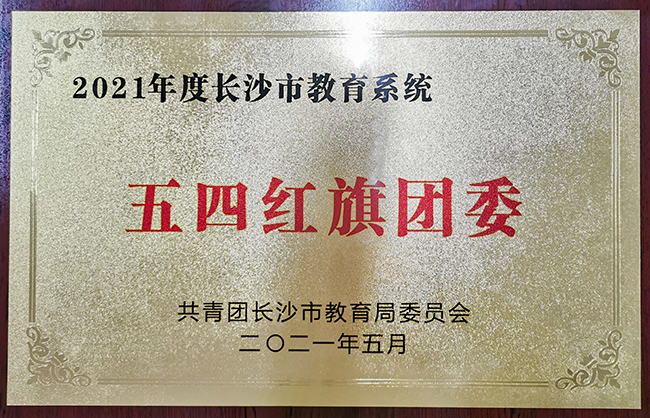 2021年度长沙市教育系统
五四红旗团委
共青团长沙市教育局委员会
二〇二一年五月